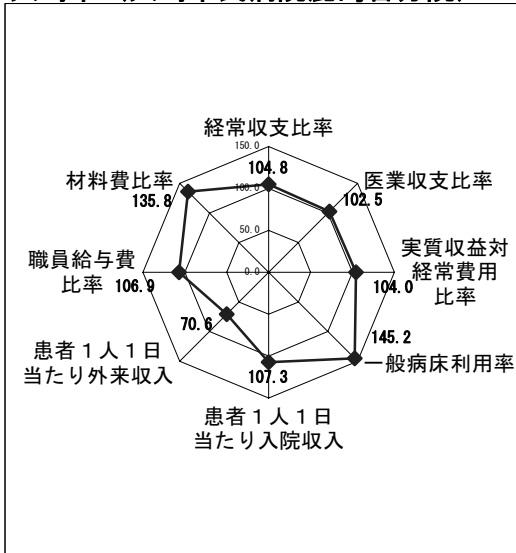 経常収支比率
150.0
104.8
材料費比率
135.8
100.0
医業収支比率
102.5
50.0
職員給与費
比率
106.9
0.0
実質収益対
経常費用
比率
104.0
70.6
145.2
一般病床利用率
患者１人１日
当たり外来収入
107.3
患者１人１日
当たり入院収入